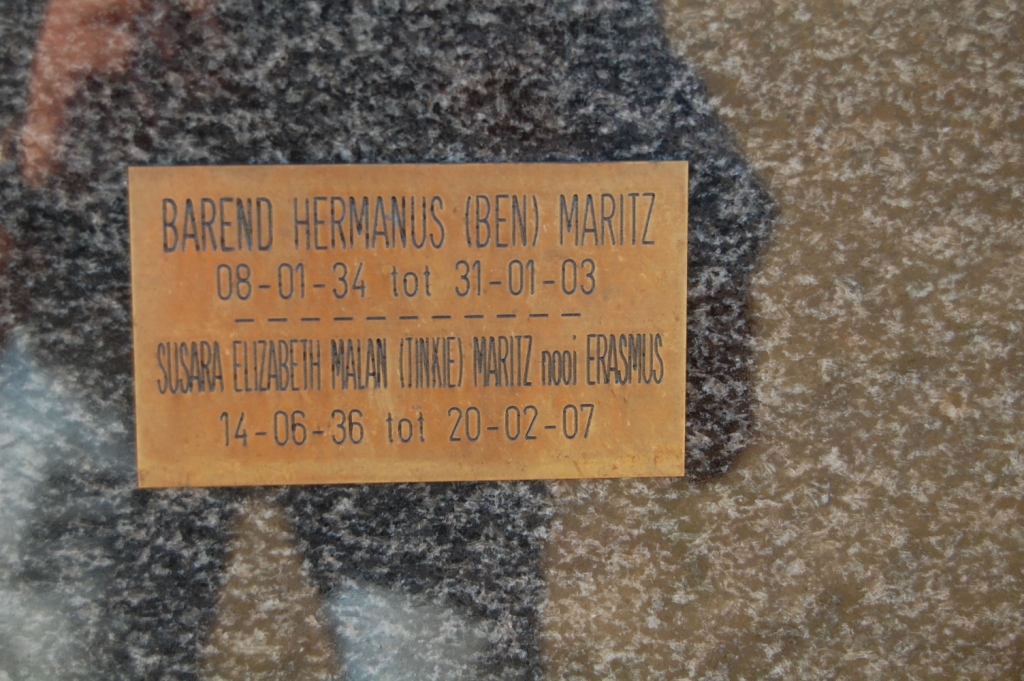 BAREND HERMANUS (BEN) MARITZ
08-01-34 tot 31-01-03
SUSARA ELIZABETH MALAN (TINXIE) MARITZ nooi ERASMUS
14-06-36 tot 20-02-07